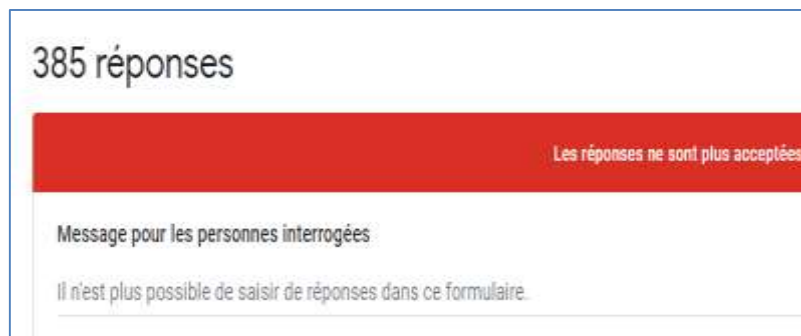 385 réponses
Les réponses ne sont plus acceptées
Message pour les personnes interrogées
Il n'est plus possible de saisir de réponses dans ce formulaire.